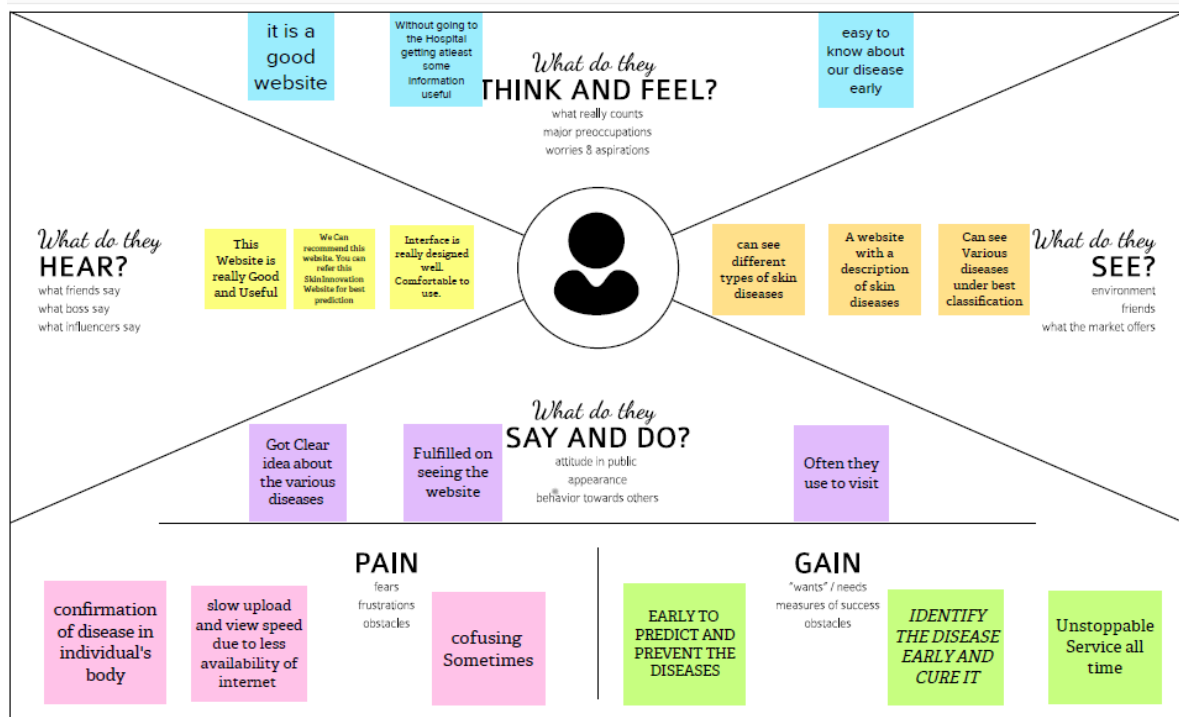 it is a
good
website
Without going to
the Hospital
getting atleast
some
Information
useful
What do they
THINK AND FEEL?
what really counts
major preoccupations
worries & aspirations
easy to
know about
our disease
early
What do they
HEAR?
what friends say
what boss say
what influencers say
This
Website is
really Good
and Useful
We Can
recommend this
website. You can
refer this
SkinInnovation
Website for best
prediction
Interface is
really designed
well.
Comfortable to
use.
can see
different
types of skin
diseases
A website
with a
description
of skin
diseases
Can see
Various
diseases
under best
classification
What do they
SEE?
environment
friends
what the market offers
What do they
SAY AND DO?
attitude in public
appearance
behavior towards others
Got Clear
idea about
the various
diseases
Fulfilled on
seeing the
website
Often they
use to visit
PAIN
fears
frustrations
obstacles
confirmation
of disease in
individual's
body
slow upload
and view speed
due to less
availability of
internet
cofusing
Sometimes
GAIN
"wants" / needs
measures of success
obstacles
EARLY TO
PREDICT AND
PREVENT THE
DISEASES
IDENTIFY
THE DISEASE
EARLY AND
CURE IT
Unstoppable
Service all
time